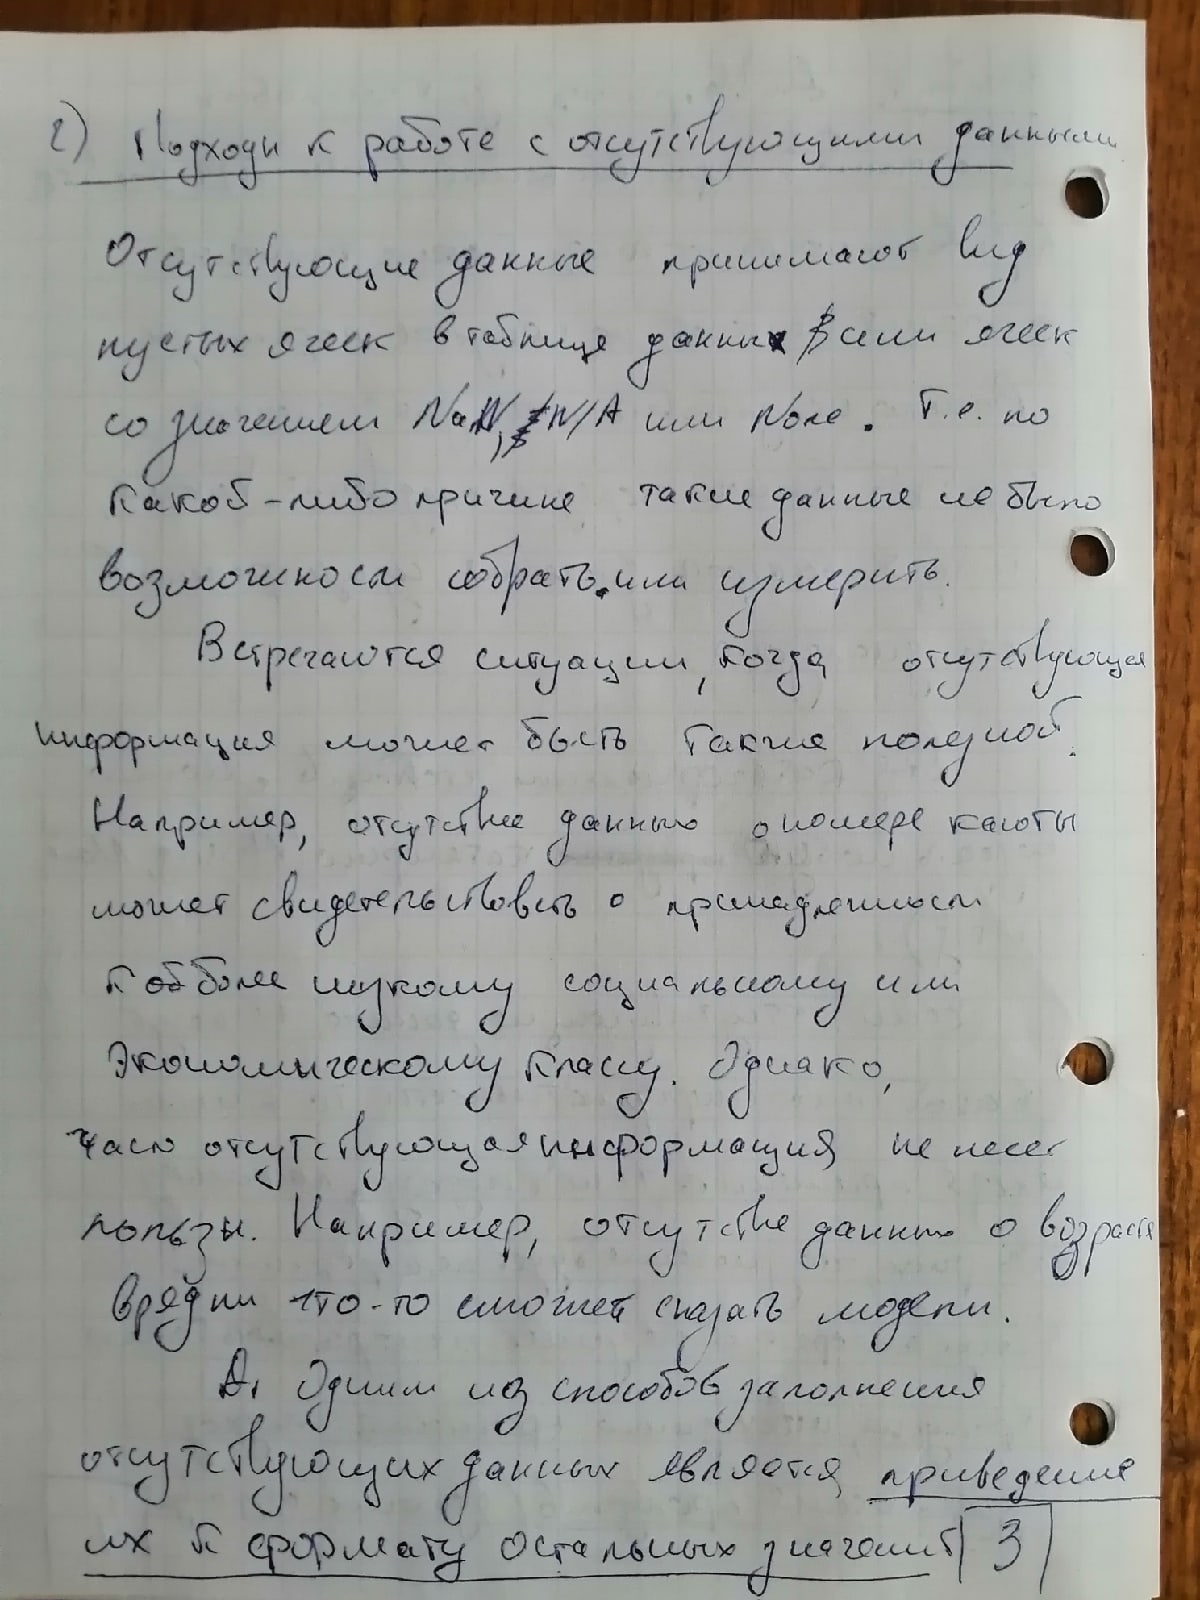 2) Подходы к работе с отсутствующими данными
Отсутствующие данные принимают вид
пустых ячеек в таблице данных или ячеек
со значением NaN, N/A или None. Т.е. по
какой-либо причине такие данные не было
возможности собрать или измерить.
Встречаются ситуации, когда отсутствующая
информация может быть также полезной.
Например, отсутствие данных о номере каюты
может свидетельствовать о принадлежности
к более низкому социальному или
экономическому классу. Однако,
часто отсутствующая информация не несет
пользы. Например, отсутствие данных о возрасте
врядли что-то сможет сказать модели.
А. Одним из способов заполнения
отсутствующих данных является приведение
их к формату остальных значений 3